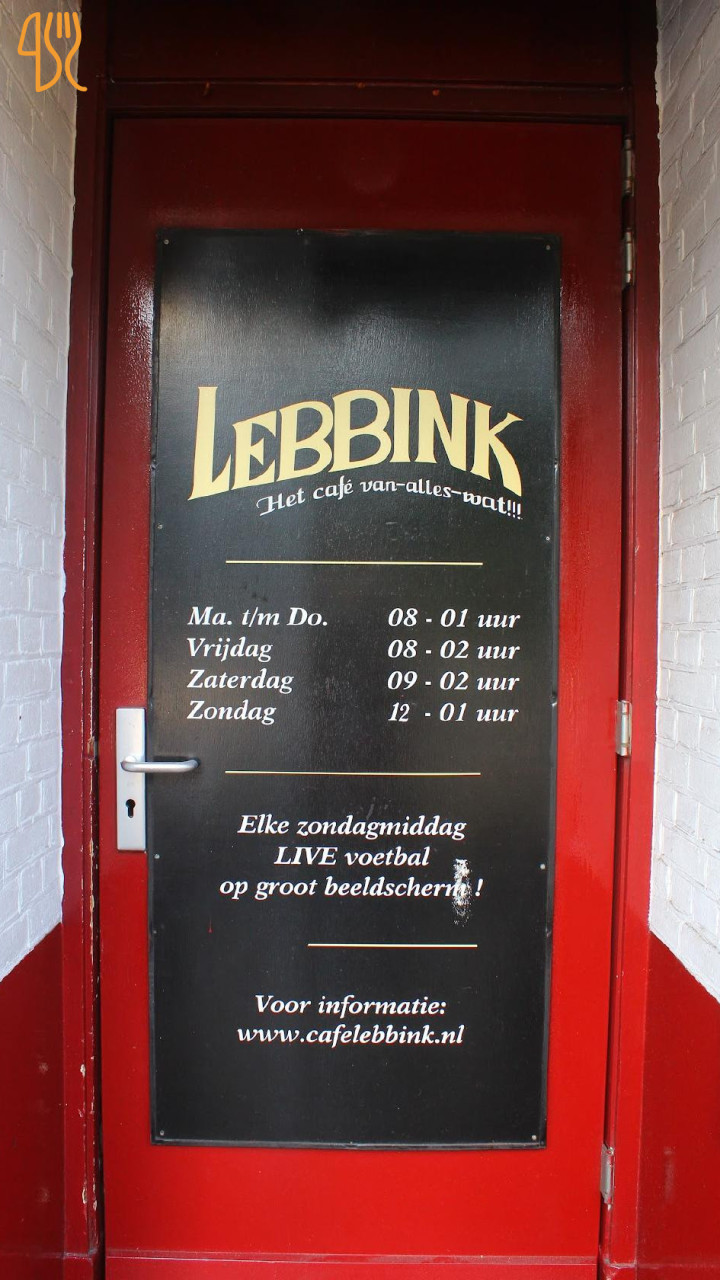 LEBBINK
Het café van-alles-wat!!!
Ma. t/m Do. 08 - 01 uur
Vrijdag 08 - 02 uur
Zaterdag 09 - 02 uur
Zondag 12 - 01 uur
Elke zondagmiddag
LIVE voetbal
op groot beeldscherm !
Voor informatie:
www.cafelebbink.nl